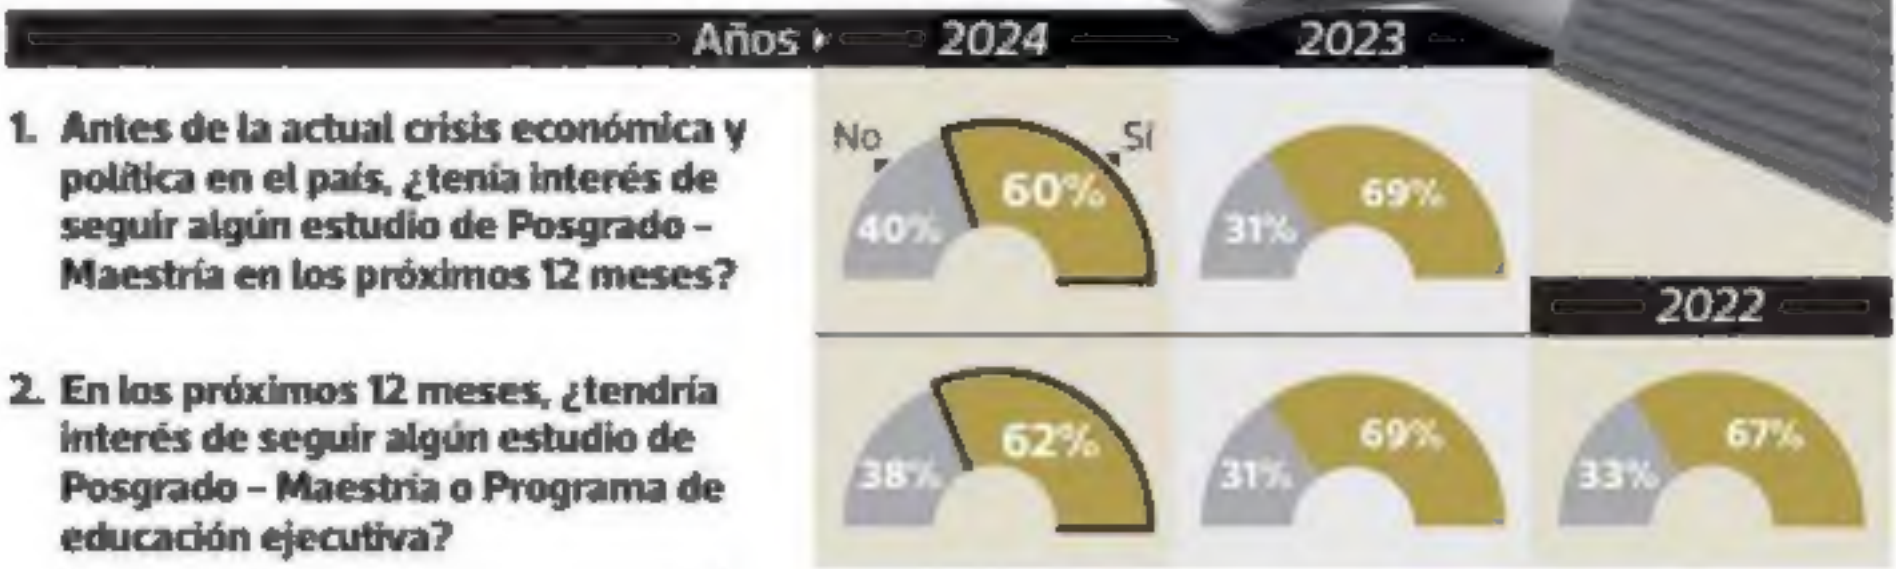 Años 2024 2023
1. Antes de la actual crisis económica y
política en el país, ¿tenía interés de
seguir algún estudio de Posgrado –
Maestría en los próximos 12 meses?
No Sí
40% 60%
31% 69%
2022
2. En los próximos 12 meses, ¿tendría
interés de seguir algún estudio de
Posgrado – Maestria o Programa de
educación ejecutiva?
38% 62%
31% 69%
33% 67%